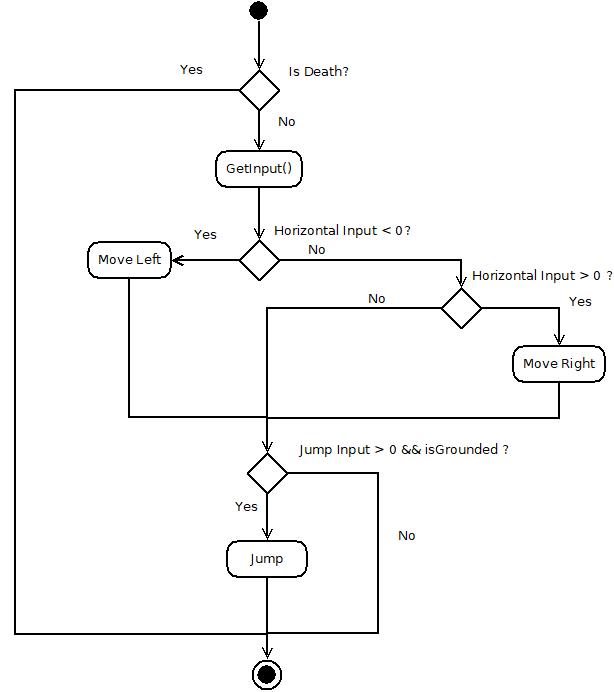 Yes
Is Death?
No
GetInput()
Yes
Horizontal Input < 0?
No
Move Left
Horizontal Input > 0 ?
No
Yes
Move Right
Jump Input > 0 && isGrounded ?
Yes
No
Jump